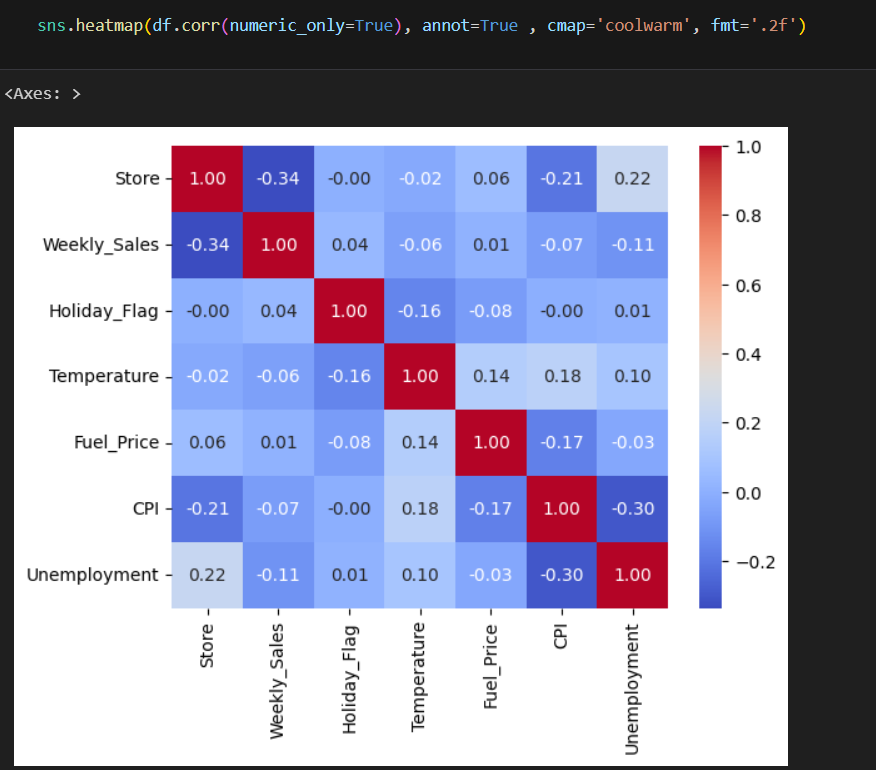 sns.heatmap(df.corr(numeric_only=True), annot=True , cmap='coolwarm', fmt='.2f')
<Axes: >
Store 1.00 -0.34 -0.00 -0.02 0.06 -0.21 0.22
Weekly_Sales -0.34 1.00 0.04 -0.06 0.01 -0.07 -0.11
Holiday_Flag -0.00 0.04 1.00 -0.16 -0.08 -0.00 0.01
Temperature -0.02 -0.06 -0.16 1.00 0.14 0.18 0.10
Fuel_Price 0.06 0.01 -0.08 0.14 1.00 -0.17 -0.03
CPI -0.21 -0.07 -0.00 0.18 -0.17 1.00 -0.30
Unemployment 0.22 -0.11 0.01 0.10 -0.03 -0.30 1.00
Store
Weekly_Sales
Holiday_Flag
Temperature
Fuel_Price
CPI
Unemployment
1.0
0.8
0.6
0.4
0.2
0.0
−0.2